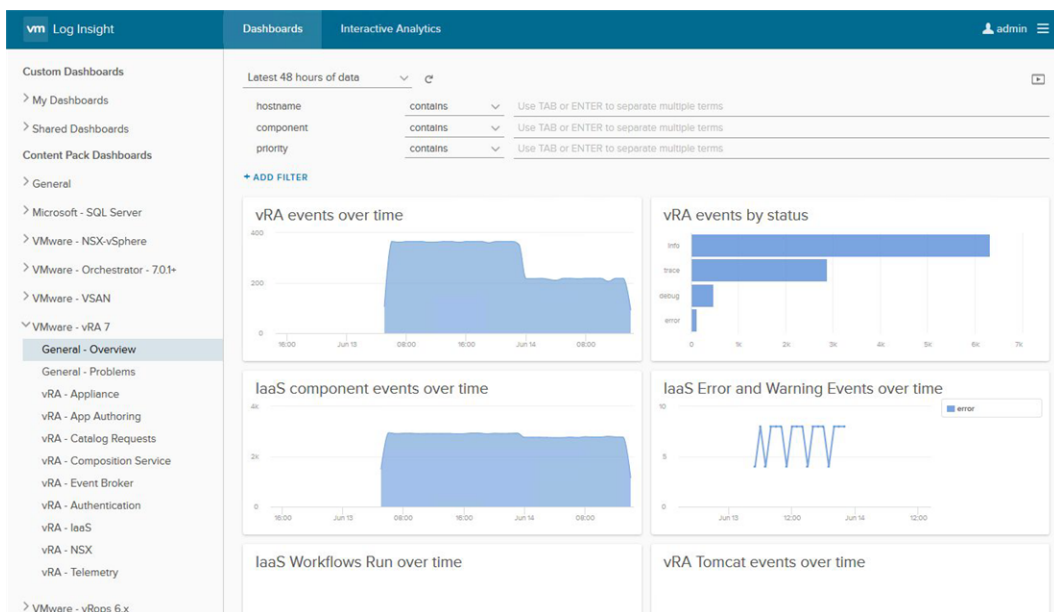 vm Log Insight
Dashboards
Interactive Analytics
admin
Custom Dashboards
My Dashboards
Shared Dashboards
Content Pack Dashboards
General
Microsoft - SQL Server
VMware - NSX-vSphere
VMware - Orchestrator - 7.0.1+
VMware - VSAN
VMware - vRA 7
General - Overview
General - Problems
vRA - Appliance
vRA - App Authoring
vRA - Catalog Requests
vRA - Composition Service
vRA - Event Broker
vRA - Authentication
vRA - IaaS
vRA - NSX
vRA - Telemetry
VMware - vRops 6.x
Latest 48 hours of data
hostname contains Use TAB or ENTER to separate multiple terms
component contains Use TAB or ENTER to separate multiple terms
priority contains Use TAB or ENTER to separate multiple terms
+ ADD FILTER
vRA events over time
400
200
0
16:00 Jun 13 08:00 16:00 Jun 14 08:00
vRA events by status
info
trace
debug
error
0 1k 2k 3k 4k 5k 6k 7k
IaaS component events over time
4k
2k
0
16:00 Jun 13 08:00 16:00 Jun 14 08:00
IaaS Error and Warning Events over time
error
10
5
0
Jun 13 12:00 Jun 14 12:00
IaaS Workflows Run over time
vRA Tomcat events over time